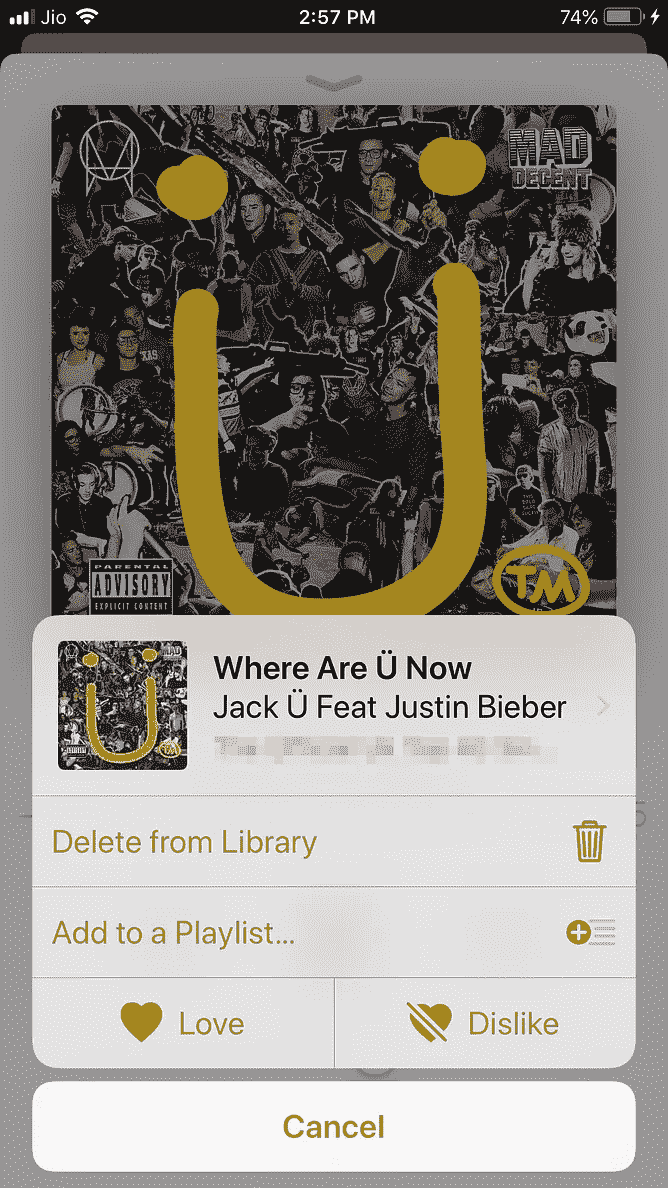 Jio 2:57 PM 74%
MAD
DECENT
XAS
PARENTAL
ADVISORY
EXPLICIT CONTENT
TM
Where Are Ü Now
Jack Ü Feat Justin Bieber
Delete from Library
Add to a Playlist...
Love Dislike
Cancel